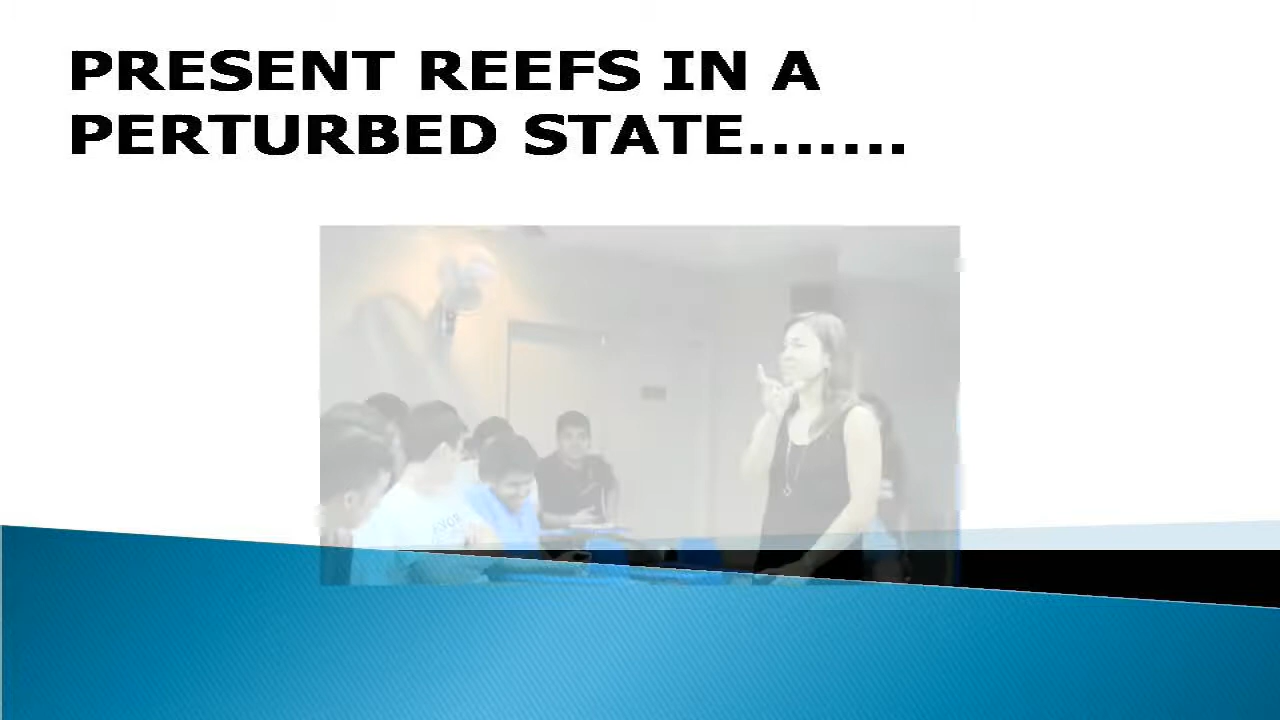 PRESENT REEFS IN A
PERTURBED STATE.......